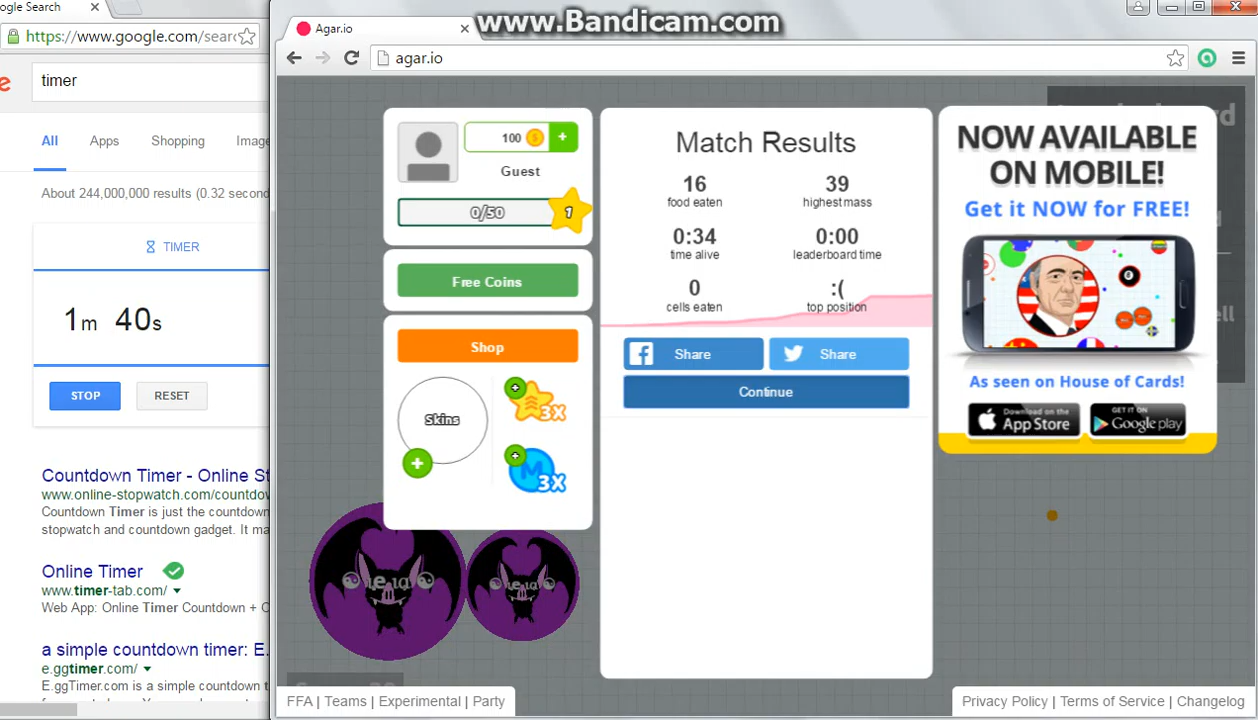 www.Bandicam.com
ogle Search
https://www.google.com/searc
timer
All Apps Shopping Image
About 244,000,000 results (0.32 second
TIMER
1m 40s
STOP RESET
Countdown Timer - Online St
www.online-stopwatch.com/countdo
Countdown Timer is just the countdown
stopwatch and countdown gadget. It ma
Online Timer
www.timer-tab.com/
Web App: Online Timer Countdown + C
a simple countdown timer: E.
e.ggtimer.com/
E.ggTimer.com is a simple countdown t
Agar.io
agar.io
100
Guest
0/50 1
Free Coins
Shop
Skins
3X
M 3X
Match Results
16 39
food eaten highest mass
0:34 0:00
time alive leaderboard time
0 :(
cells eaten top position
Share Share
Continue
NOW AVAILABLE
ON MOBILE!
Get it NOW for FREE!
8
As seen on House of Cards!
Download on the
App Store
GET IT ON
Google play
FFA | Teams | Experimental | Party
Privacy Policy | Terms of Service | Changelog